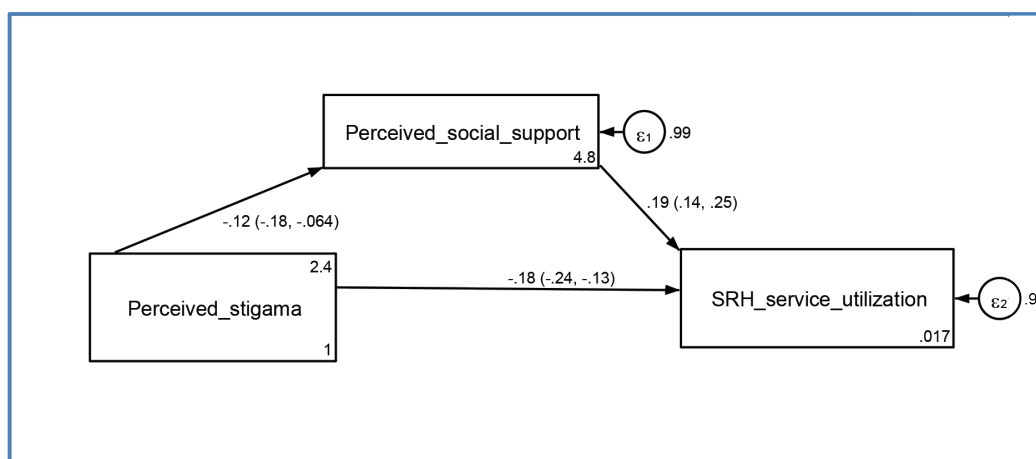 Perceived_social_support
4.8
ε1 .99
-.12 (-.18, -.064)
.19 (.14, .25)
2.4
Perceived_stigama
1
-.18 (-.24, -.13)
SRH_service_utilization
.017
ε2 .9